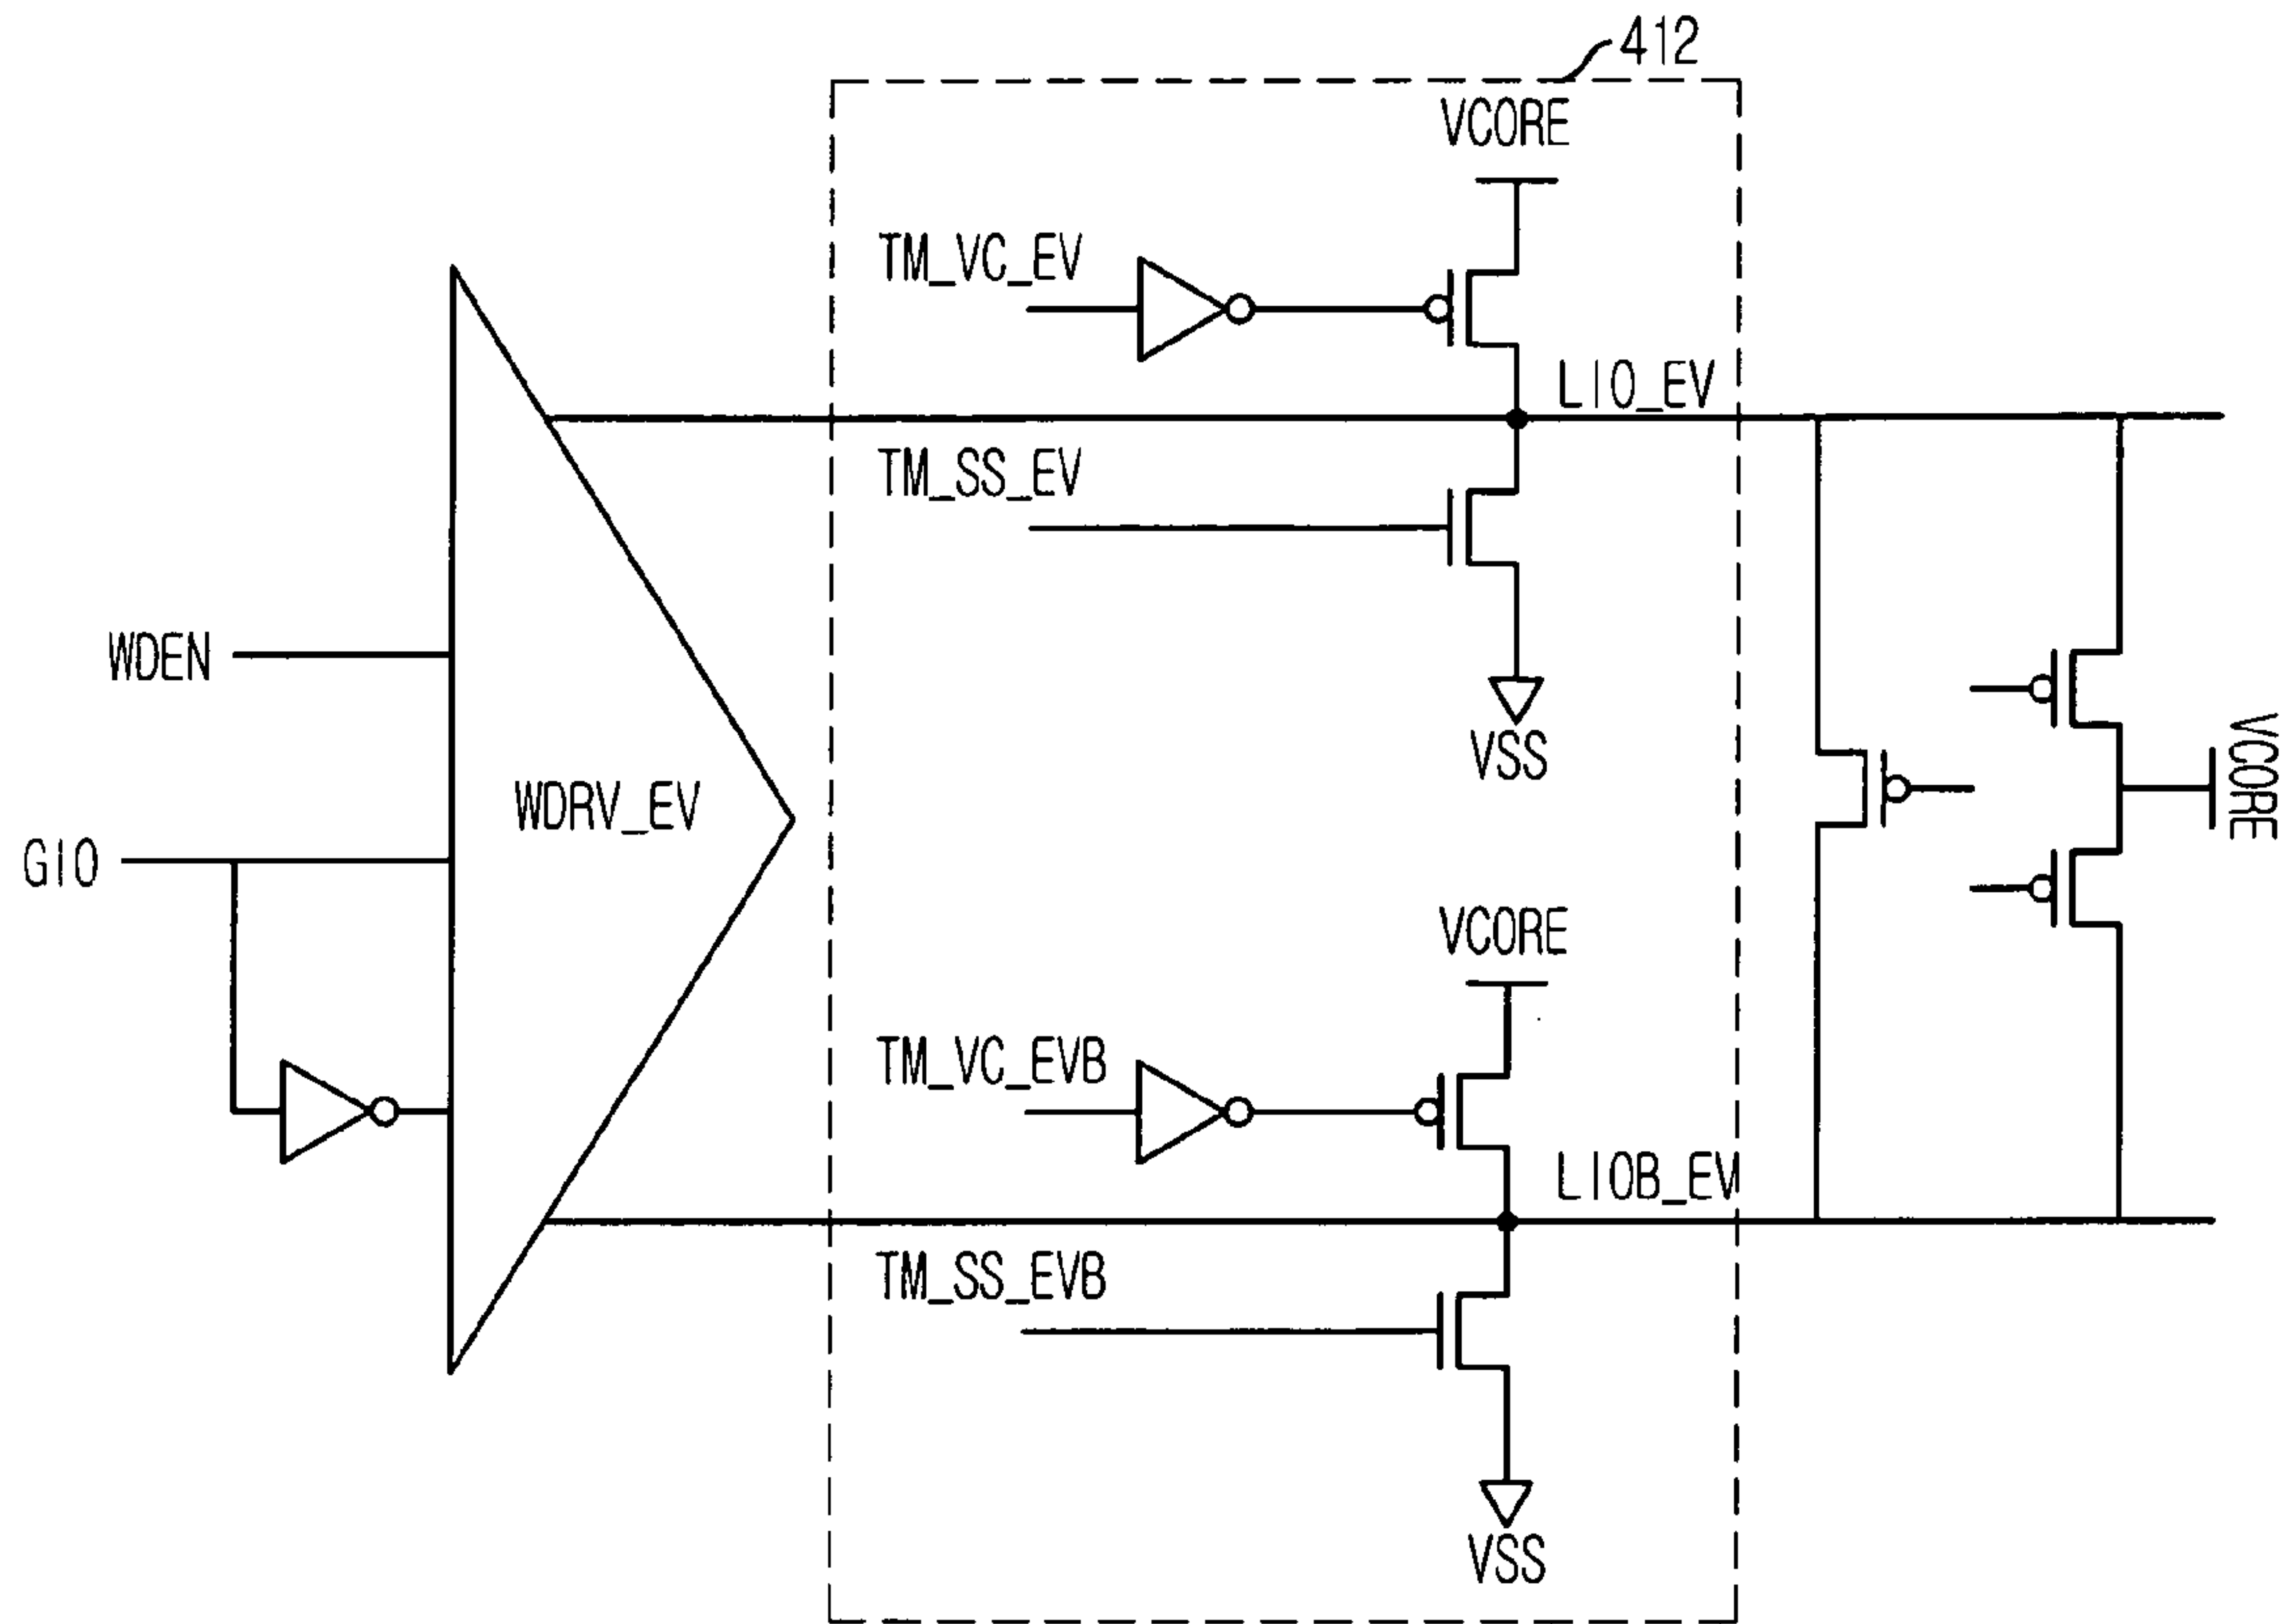 412
VCORE
TM_VC_EV
LIO_EV
TM_SS_EV
WDEN
VSS
VCORE
WDRV_EV
GIO
VCORE
TM_VC_EVB
LIOB_EV
TM_SS_EVB
VSS